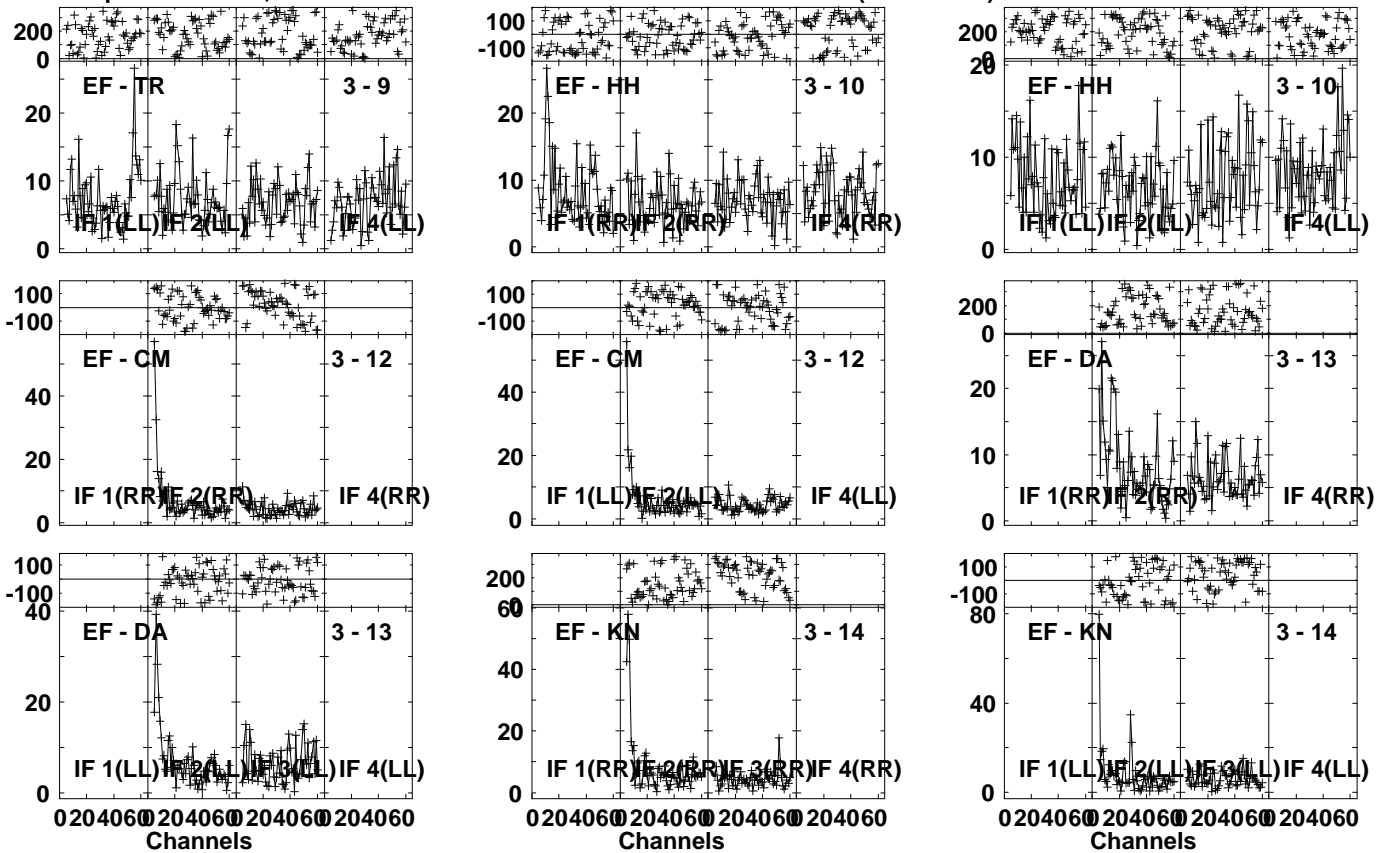 200
0
100
-100
200
0
EF - TR
3 - 9
EF - HH
3 - 10
EF - HH
3 - 10
20
10
0
20
10
0
20
10
0
IF 1(LL)
IF 2(LL)
IF 4(LL)
IF 1(RR)
IF 2(RR)
IF 4(RR)
IF 1(LL)
IF 2(LL)
IF 4(LL)
100
-100
100
-100
200
0
EF - CM
3 - 12
EF - CM
3 - 12
EF - DA
3 - 13
40
20
0
40
20
0
20
10
0
IF 1(RR)
IF 2(RR)
IF 4(RR)
IF 1(LL)
IF 2(LL)
IF 4(LL)
IF 1(RR)
IF 2(RR)
IF 4(RR)
100
-100
200
0
100
-100
EF - DA
3 - 13
EF - KN
3 - 14
EF - KN
3 - 14
40
20
0
60
40
20
0
80
40
20
0
IF 1(LL)
IF 2(LL)
IF 3(LL)
IF 4(LL)
IF 1(RR)
IF 2(RR)
IF 3(RR)
IF 4(RR)
IF 1(LL)
IF 2(LL)
IF 3(LL)
IF 4(LL)
0 20 40 60 0 20 40 60 0 20 40 60 0 20 40 60
0 20 40 60 0 20 40 60 0 20 40 60 0 20 40 60
0 20 40 60 0 20 40 60 0 20 40 60 0 20 40 60
Channels
Channels
Channels